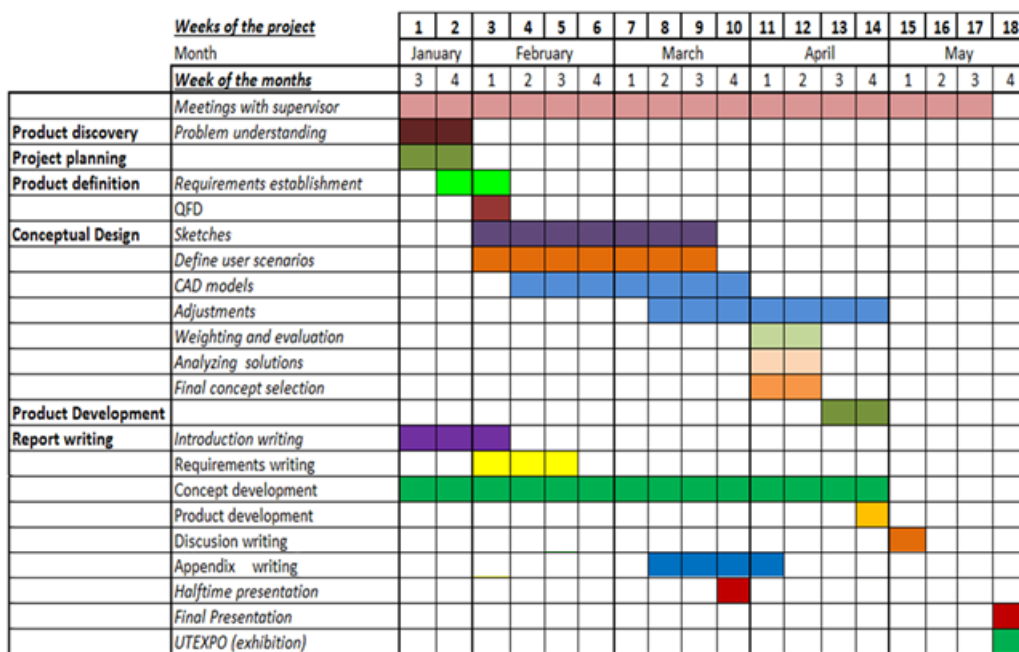 Weeks of the project 1 2 3 4 5 6 7 8 9 10 11 12 13 14 15 16 17 18
Month January February March April May
Week of the months 3 4 1 2 3 4 1 2 3 4 1 2 3 4 1 2 3 4
Meetings with supervisor
Product discovery Problem understanding
Project planning
Product definition Requirements establishment
QFD
Conceptual Design Sketches
Define user scenarios
CAD models
Adjustments
Weighting and evaluation
Analyzing solutions
Final concept selection
Product Development
Report writing Introduction writing
Requirements writing
Concept development
Product development
Discusion writing
Appendix writing
Halftime presentation
Final Presentation
UTEXPO (exhibition)